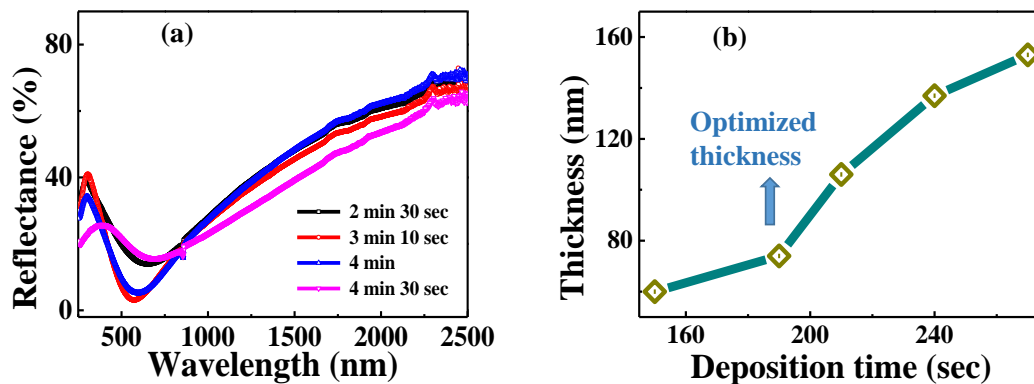 (a)
Reflectance (%)
80
40
0
2 min 30 sec
3 min 10 sec
4 min
4 min 30 sec
500 1000 1500 2000 2500
Wavelength (nm)
(b)
Thickness (nm)
160
120
80
Optimized
thickness
160 200 240
Deposition time (sec)